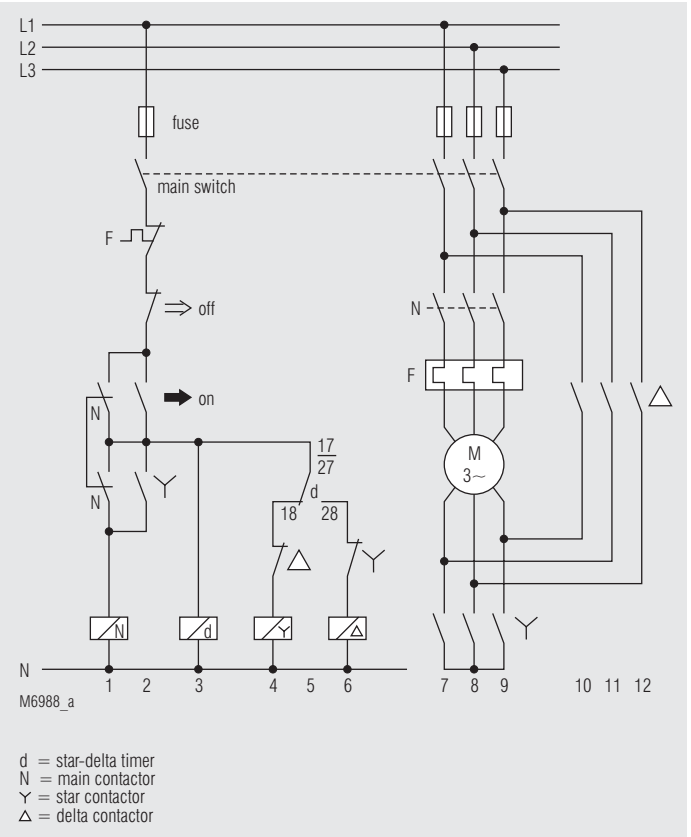 L1
L2
L3
fuse
main switch
F
off
N
F
on
N
M
3~
17
27
d
N
18 28
N
d
Y
Δ
N
1 2 3 4 5 6 7 8 9 10 11 12
M6988_a
d = star-delta timer
N = main contactor
Y = star contactor
Δ = delta contactor